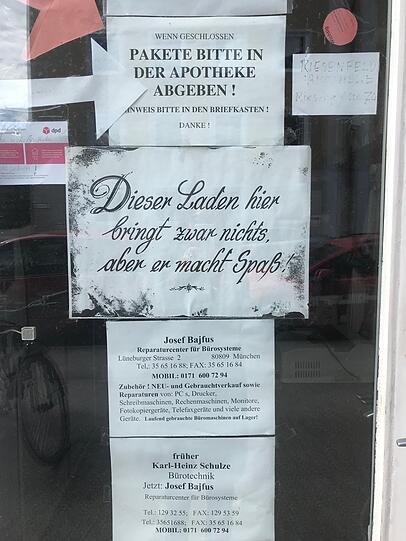 WENN GESCHLOSSEN
PAKETE BITTE IN
DER APOTHEKE
ABGEBEN !
HINWEIS BITTE IN DEN BRIEFKASTEN !
DANKE !
RIESENFELD
dpd
Dieser Laden hier
bringt zwar nichts,
aber er macht Spaß!
Josef Bajfus
Reparaturcenter für Bürosysteme
Lüneburger Strasse 2 80809 München
Tel.: 35 65 16 88; FAX: 35 65 16 84
MOBIL: 0171 600 72 94
Zubehör ! NEU- und Gebrauchtverkauf sowie
Reparaturen von: PC s, Drucker,
Schreibmaschinen, Rechenmaschinen, Monitore,
Fotokopiergeräte, Telefaxgeräte und viele andere
Geräte. Laufend gebrauchte Büromaschinen auf Lager!
früher
Karl-Heinz Schulze
Bürotechnik
Jetzt: Josef Bajfus
Reparaturcenter für Bürosysteme
Tel.: 129 32 55; FAX: 129 53 59
Tel.: 35651688; FAX: 35 65 16 84
MOBIL: 0171 600 72 94